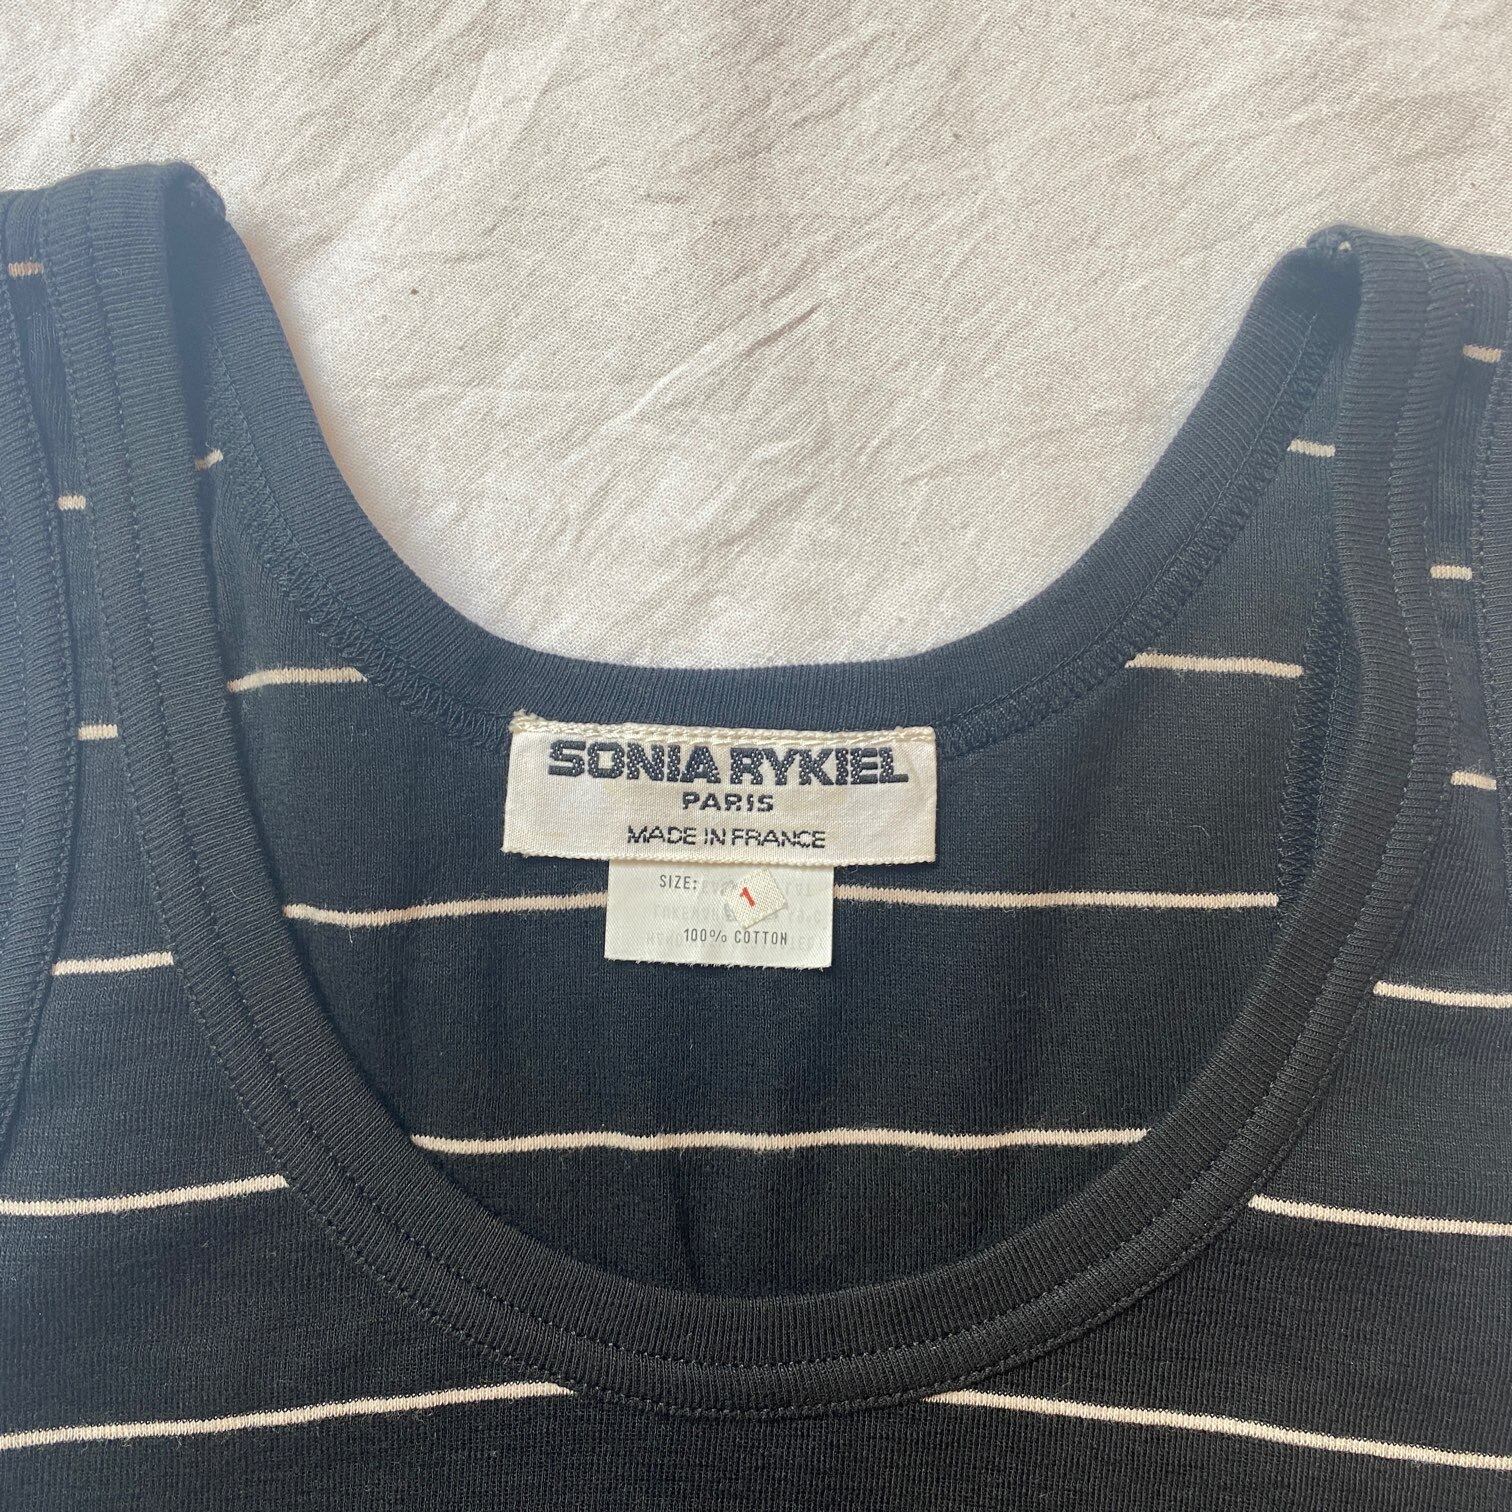 SONIA RYKIEL
PARIS
MADE IN FRANCE
SIZE: 1
100% COTTON